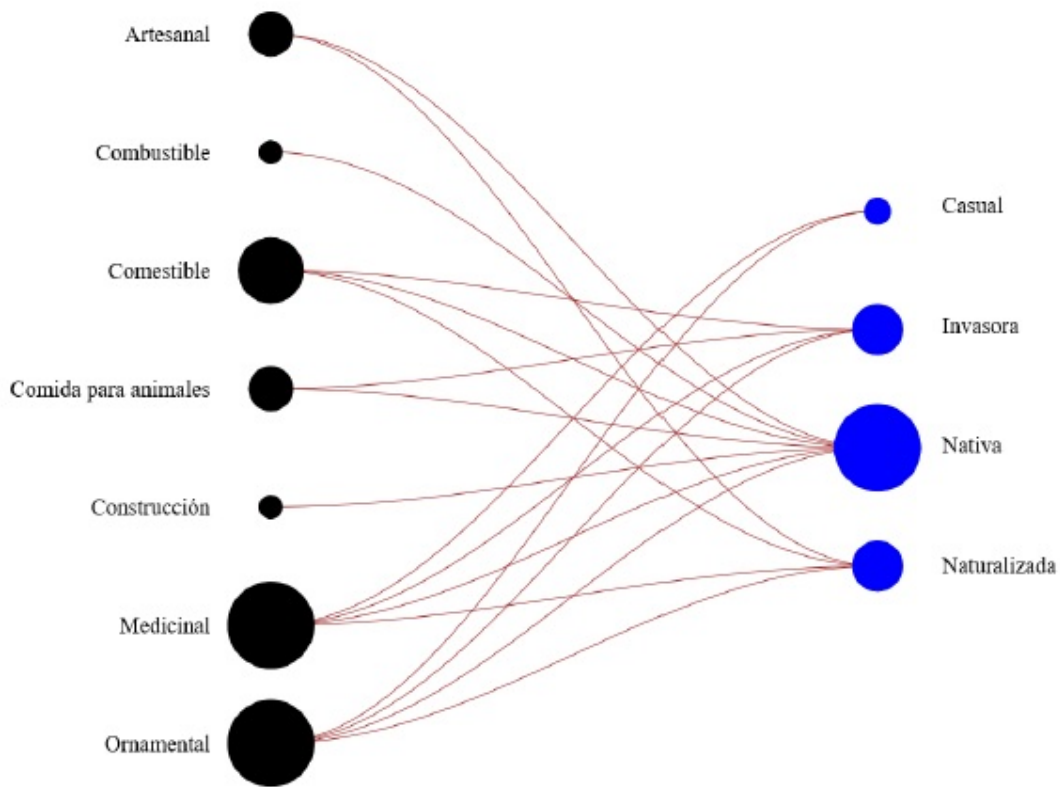 Artesanal
Combustible
Comestible
Comida para animales
Construcción
Medicinal
Ornamental
Casual
Invasora
Nativa
Naturalizada